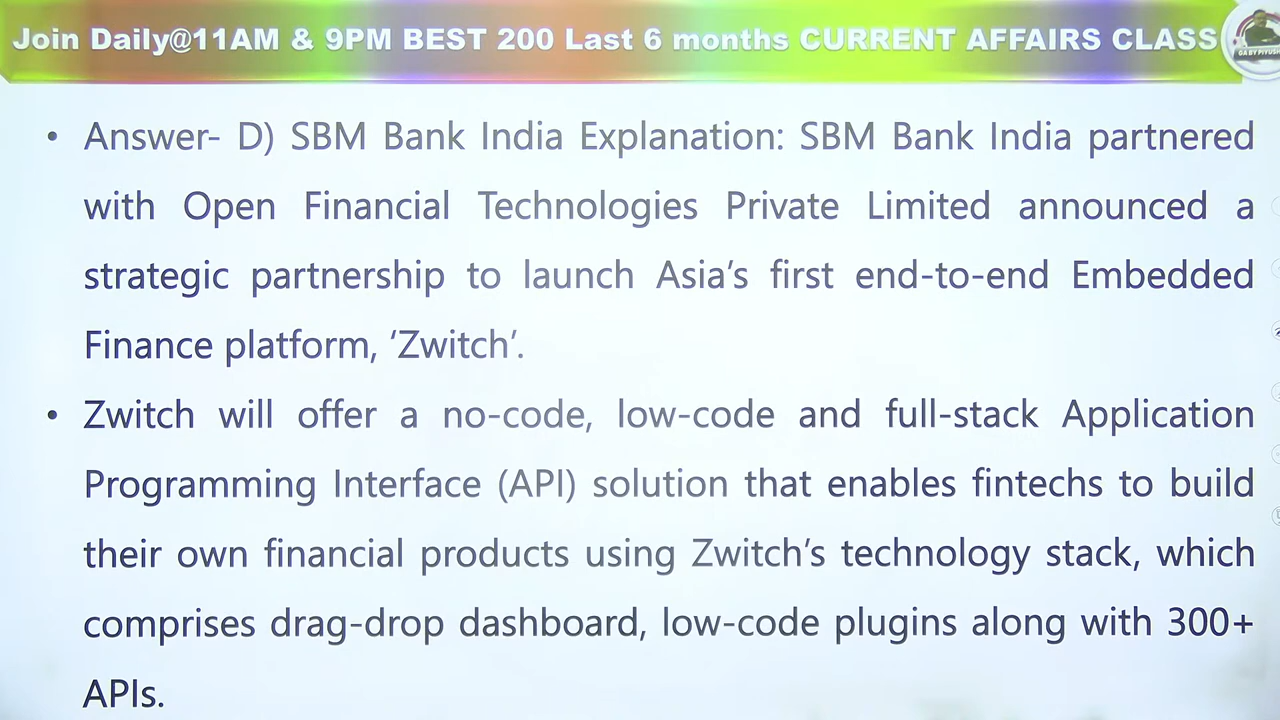 Join Daily@11AM & 9PM BEST 200 Last 6 months CURRENT AFFAIRS CLASS
GA BY PIYUSH
• Answer- D) SBM Bank India Explanation: SBM Bank India partnered
with Open Financial Technologies Private Limited announced a
strategic partnership to launch Asia’s first end-to-end Embedded
Finance platform, ‘Zwitch’.
• Zwitch will offer a no-code, low-code and full-stack Application
Programming Interface (API) solution that enables fintechs to build
their own financial products using Zwitch’s technology stack, which
comprises drag-drop dashboard, low-code plugins along with 300+
APIs.